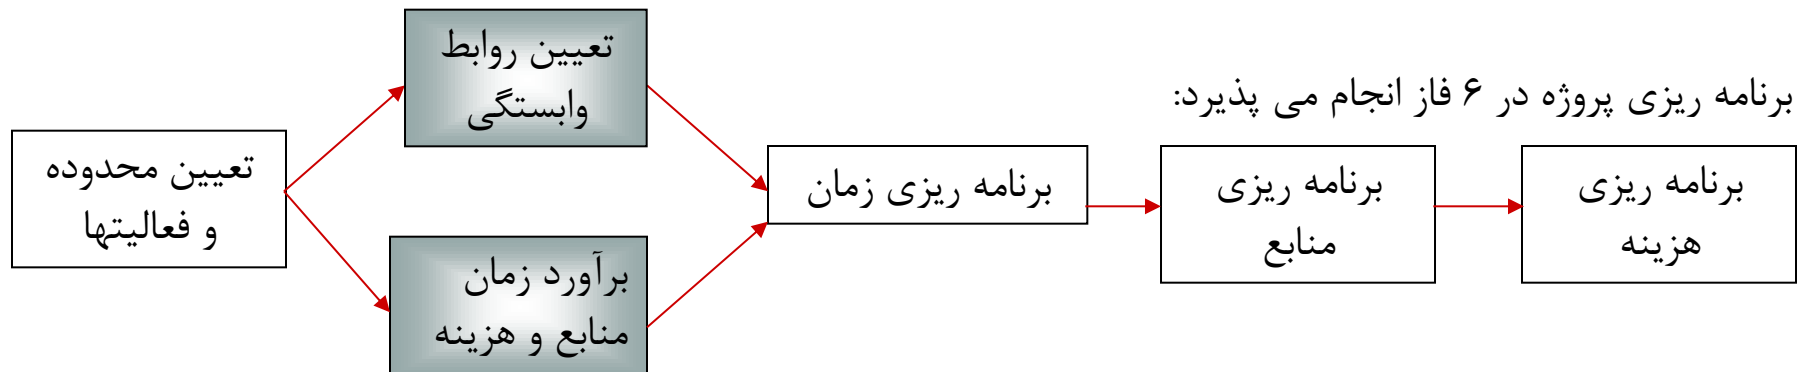 برنامه ریزی پروژه در ۶ فاز انجام می پذیرد:
تعیین محدوده
و فعالیتها
تعیین روابط
وابستگی
برآورد زمان
منابع و هزینه
برنامه ریزی زمان
برنامه ریزی
منابع
برنامه ریزی
هزینه